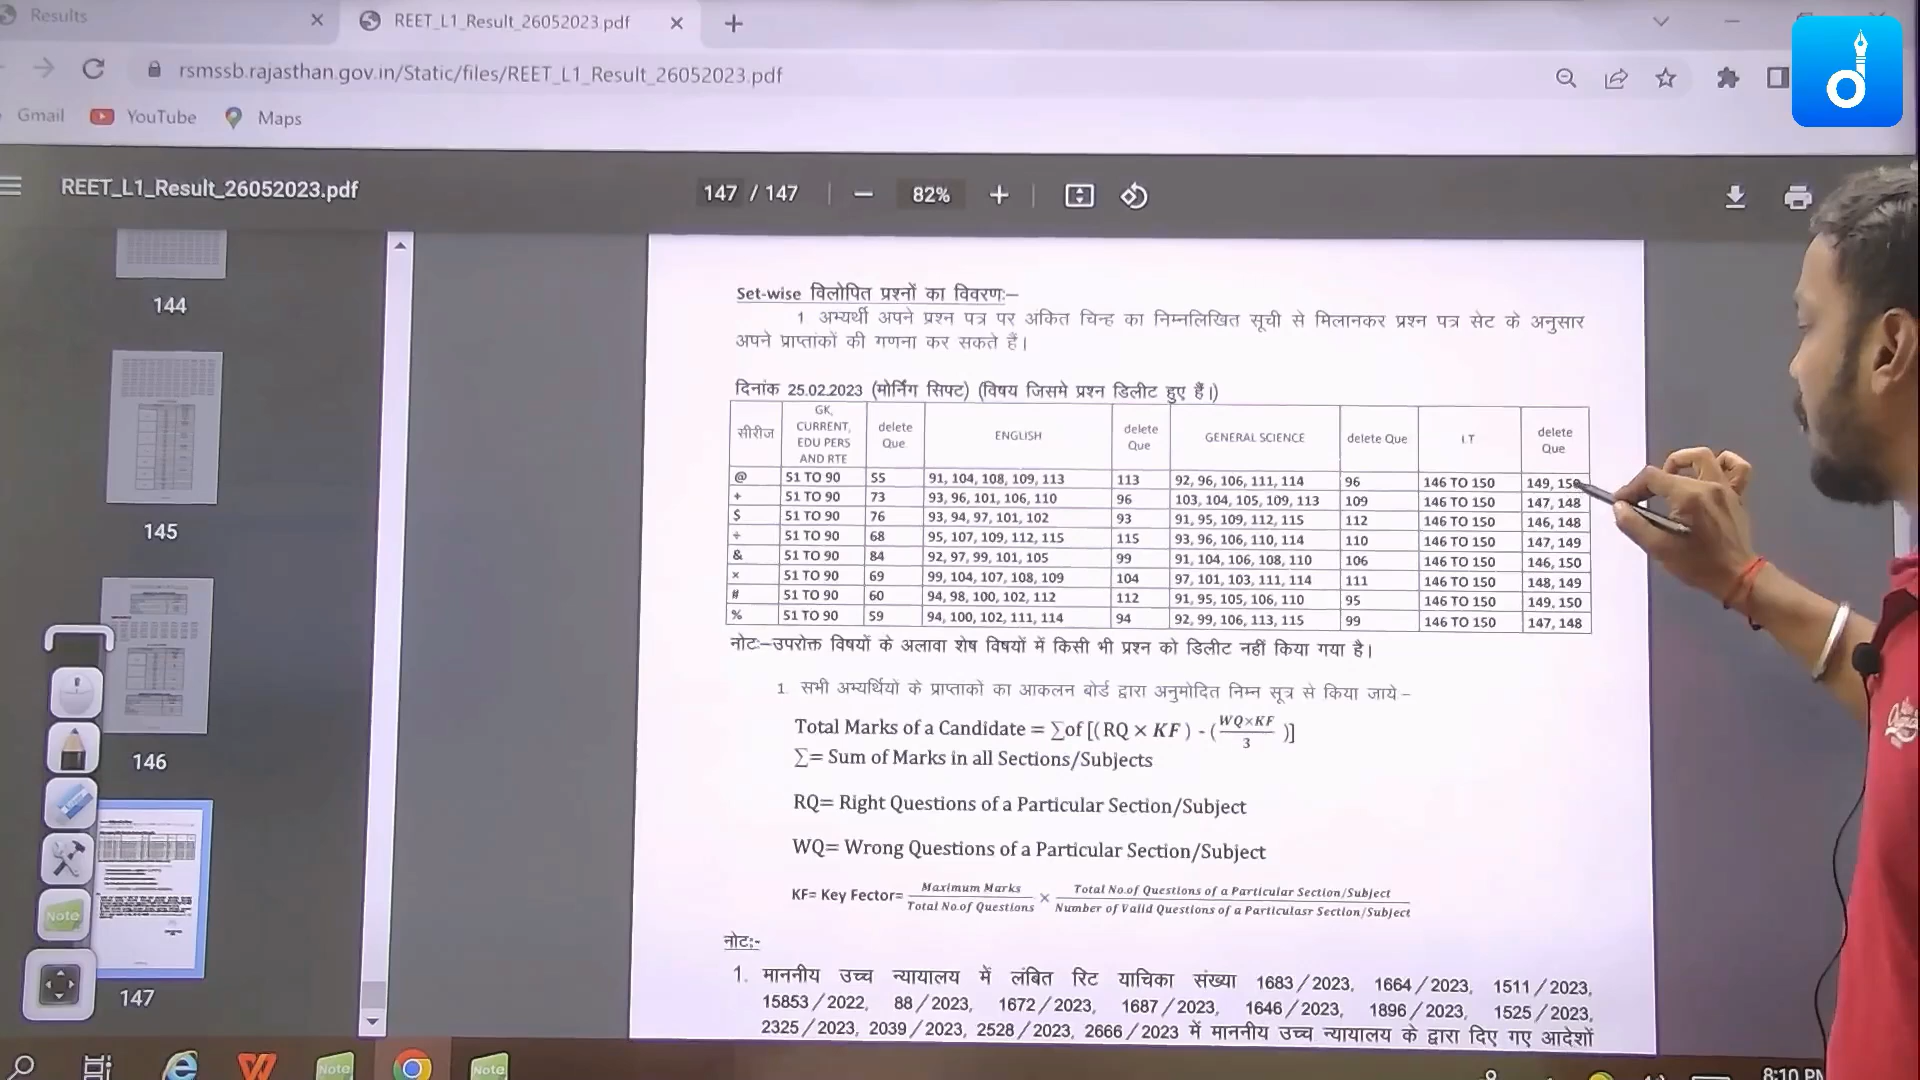 Results
REET_L1_Result_26052023.pdf
rsmssb.rajasthan.gov.in/Static/files/REET_L1_Result_26052023.pdf
Gmail YouTube Maps
REET_L1_Result_26052023.pdf
147 / 147 82%
144
145
146
147
Note
Set-wise विलोपित प्रश्नों का विवरणः–
1 अभ्यर्थी अपने प्रश्न पत्र पर अकित चिन्ह का निम्नलिखित सूची से मिलानकर प्रश्न पत्र सेट के अनुसार
अपने प्राप्तांकों की गणना कर सकते हैं।
दिनांक 25.02.2023 (मोर्निंग सिफ्ट) (विषय जिसमे प्रश्न डिलीट हुए हैं।)
सीरीज GK, CURRENT, EDU PERS AND RTE delete Que ENGLISH delete Que GENERAL SCIENCE delete Que I.T delete Que
@ 51 TO 90 55 91, 104, 108, 109, 113 113 92, 96, 106, 111, 114 96 146 TO 150 149, 150
+ 51 TO 90 73 93, 96, 101, 106, 110 96 103, 104, 105, 109, 113 109 146 TO 150 147, 148
$ 51 TO 90 76 93, 94, 97, 101, 102 93 91, 95, 109, 112, 115 112 146 TO 150 146, 148
÷ 51 TO 90 68 95, 107, 109, 112, 115 115 93, 96, 106, 110, 114 110 146 TO 150 147, 149
& 51 TO 90 84 92, 97, 99, 101, 105 99 91, 104, 106, 108, 110 106 146 TO 150 146, 150
× 51 TO 90 69 99, 104, 107, 108, 109 104 97, 101, 103, 111, 114 111 146 TO 150 148, 149
# 51 TO 90 60 94, 98, 100, 102, 112 112 91, 95, 105, 106, 110 95 146 TO 150 149, 150
% 51 TO 90 59 94, 100, 102, 111, 114 94 92, 99, 106, 113, 115 99 146 TO 150 147, 148
नोटः–उपरोक्त विषयों के अलावा शेष विषयों में किसी भी प्रश्न को डिलीट नहीं किया गया है।
1. सभी अभ्यर्थियो के प्राप्ताकों का आकलन बोर्ड द्वारा अनुमोदित निम्न सूत्र से किया जाये –
Total Marks of a Candidate = ∑of [(RQ × KF ) - (WQ×KF/3 )]
∑= Sum of Marks in all Sections/Subjects
RQ= Right Questions of a Particular Section/Subject
WQ= Wrong Questions of a Particular Section/Subject
KF= Key Fector= Maximum Marks/Total No.of Questions × Total No.of Questions of a Particular Section/Subject/Number of Valid Questions of a Particulasr Section/Subject
नोटः-
1. माननीय उच्च न्यायालय में लंबित रिट याचिका संख्या 1683/2023, 1664/2023, 1511/2023,
15853/2022, 88/2023, 1672/2023, 1687/2023, 1646/2023, 1896/2023, 1525/2023,
2325/2023, 2039/2023, 2528/2023, 2666/2023 में माननीय उच्च न्यायालय के द्वारा दिए गए आदेशों
Note
Note